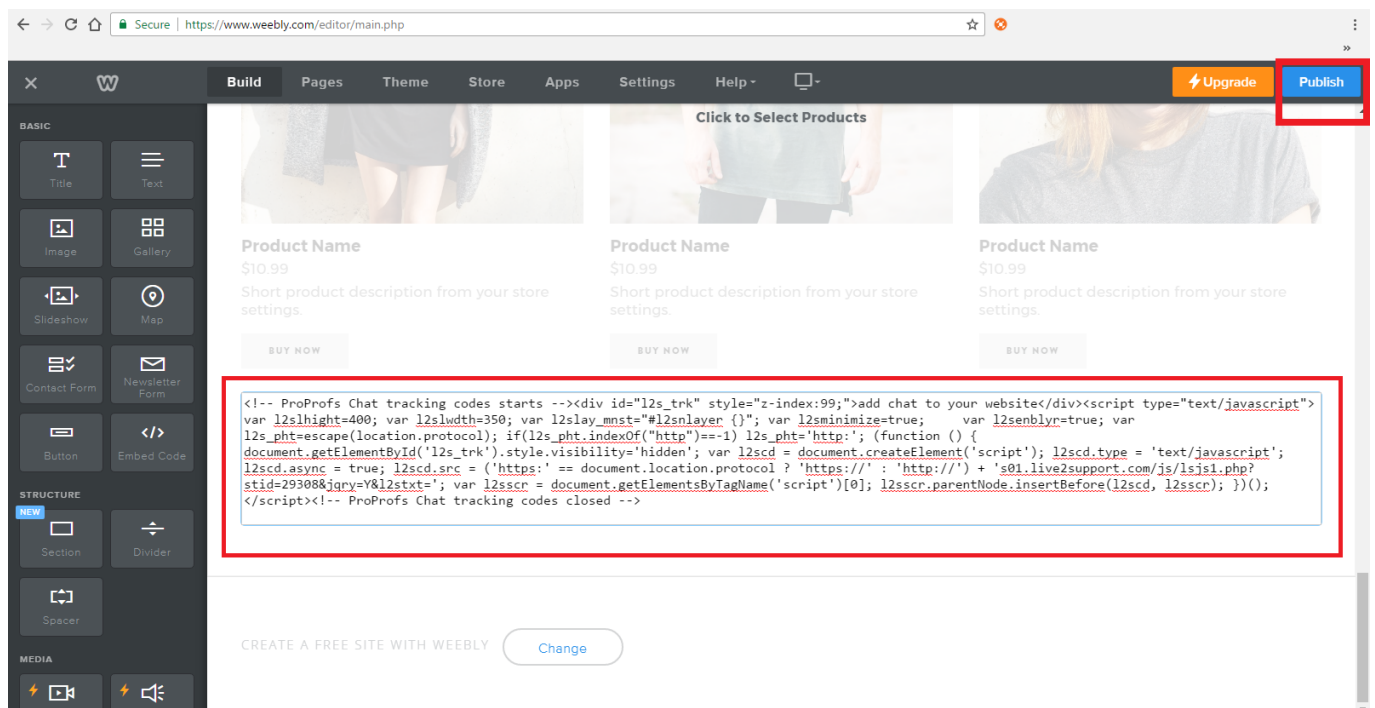 Secure | https://www.weebly.com/editor/main.php
»
Build Pages Theme Store Apps Settings Help Upgrade Publish
BASIC
Title Text
Image Gallery
Slideshow Map
Contact Form Newsletter Form
Button Embed Code
STRUCTURE
NEW
Section Divider
Spacer
MEDIA
Click to Select Products
Product Name Product Name Product Name
$10.99 $10.99 $10.99
Short product description from your store Short product description from your store Short product description from your store
settings. settings. settings.
BUY NOW BUY NOW BUY NOW
<!-- ProProfs Chat tracking codes starts --><div id="l2s_trk" style="z-index:99;">add chat to your website</div><script type="text/javascript">
var l2slhight=400; var l2slwdth=350; var l2slay_mnst="#l2snlayer {}"; var l2sminimize=true;     var l2senblyr=true; var
l2s_pht=escape(location.protocol); if(l2s_pht.indexOf("http")==-1) l2s_pht='http:'; (function () {
document.getElementById('l2s_trk').style.visibility='hidden'; var l2scd = document.createElement('script'); l2scd.type = 'text/javascript';
l2scd.async = true; l2scd.src = ('https:' == document.location.protocol ? 'https://' : 'http://') + 's01.live2support.com/js/lsjs1.php?
stid=29308&jqry=Y&l2stxt='; var l2sscr = document.getElementsByTagName('script')[0]; l2sscr.parentNode.insertBefore(l2scd, l2sscr); })();
</script><!-- ProProfs Chat tracking codes closed -->
CREATE A FREE SITE WITH WEEBLY Change